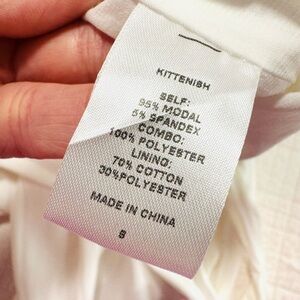 KITTENISH
SELF:
95% MODAL
5% SPANDEX
COMBO:
100% POLYESTER
LINING:
70% COTTON
30%POLYESTER
MADE IN CHINA